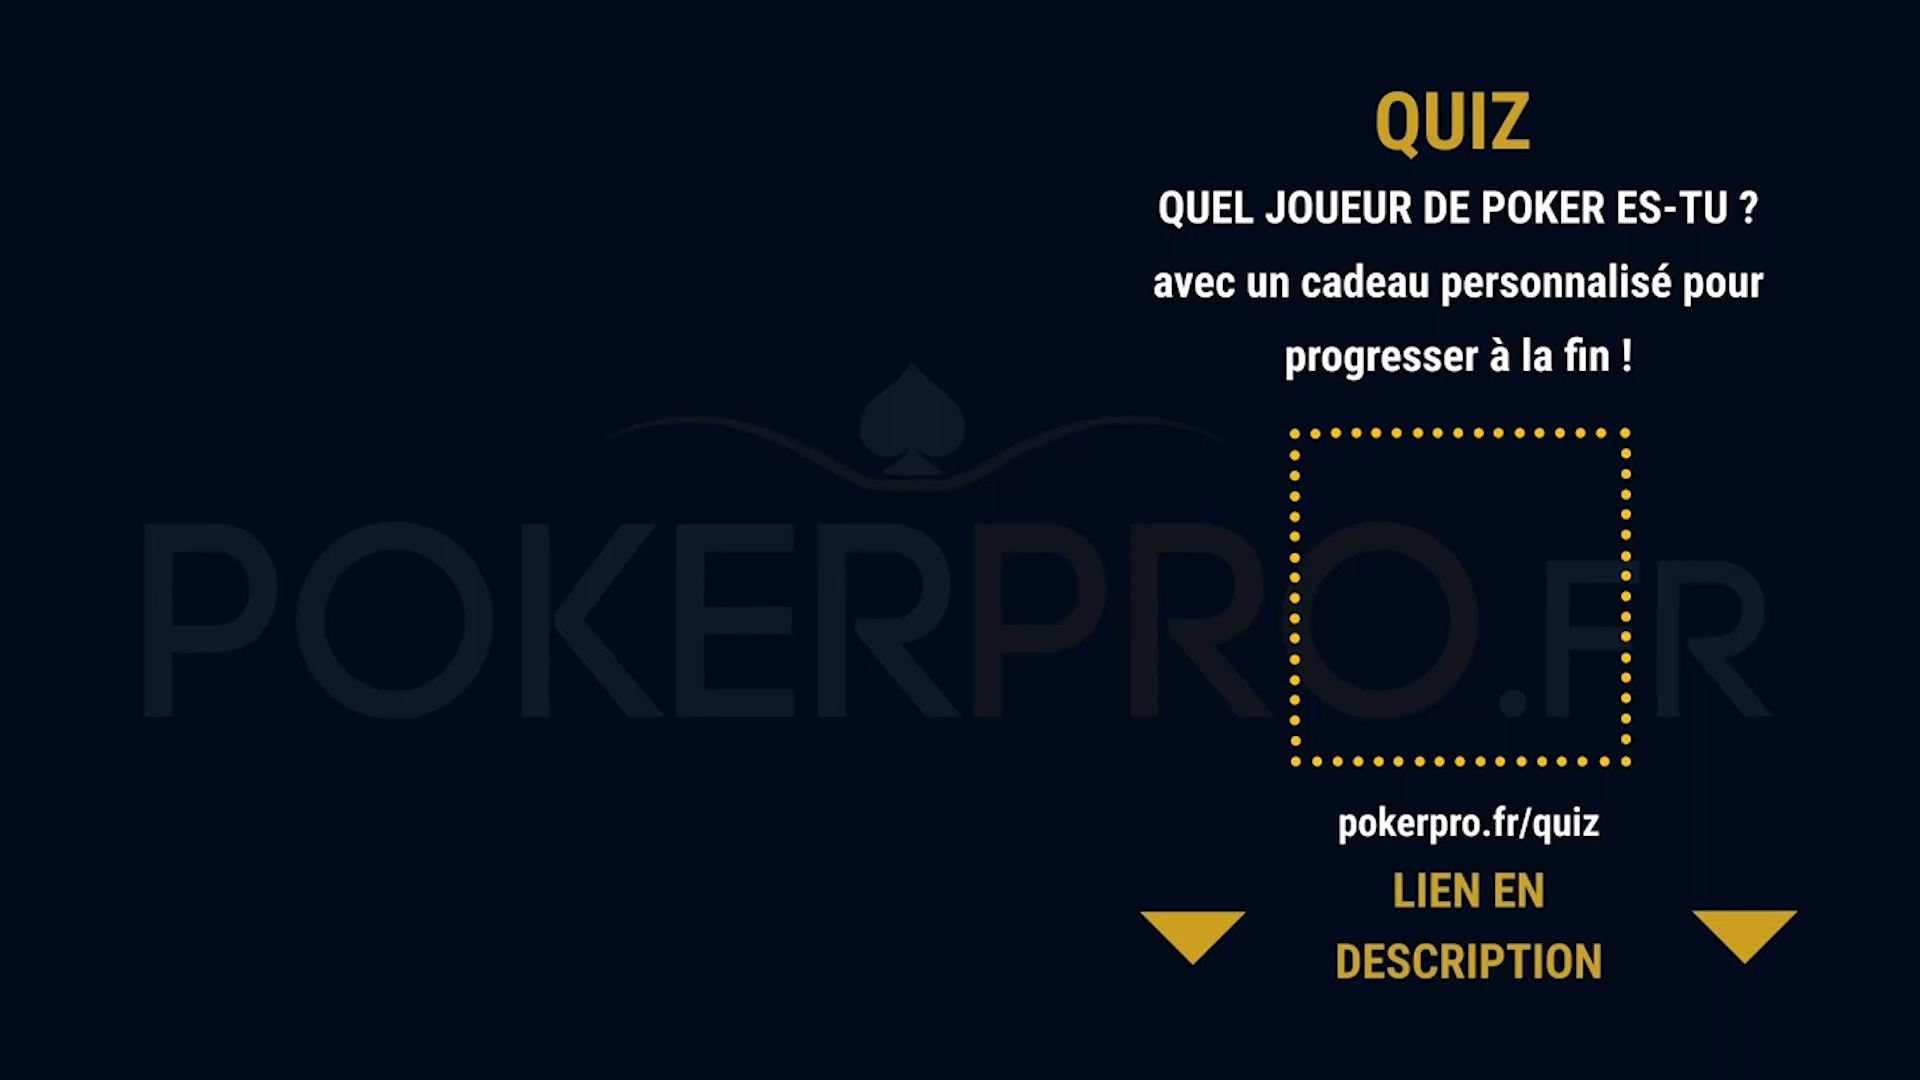 QUIZ
QUEL JOUEUR DE POKER ES-TU ?
avec un cadeau personnalisé pour
progresser à la fin !
POKERPRO.FR
pokerpro.fr/quiz
LIEN EN
DESCRIPTION